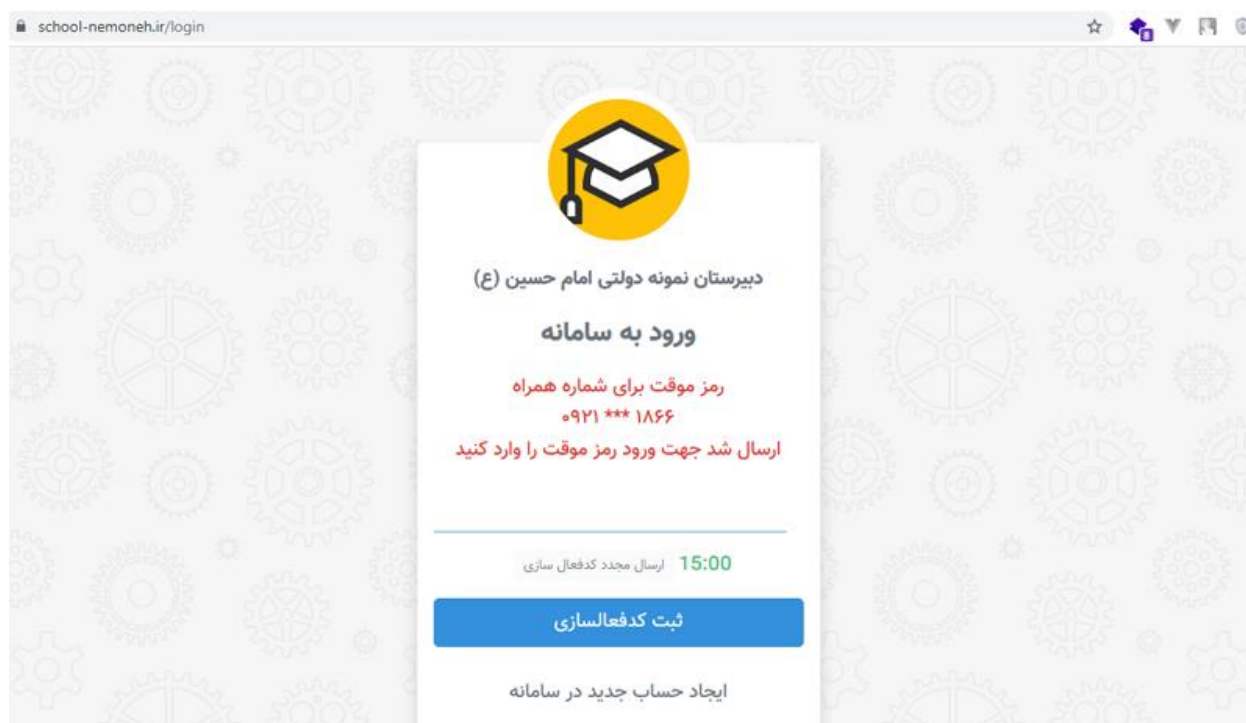 school-nemoneh.ir/login
دبیرستان نمونه دولتی امام حسین (ع)
ورود به سامانه
رمز موقت برای شماره همراه
۰۹۲۱ *** ۱۸۶۶
ارسال شد جهت ورود رمز موقت را وارد کنید
15:00 ارسال مجدد کدفعال سازی
ثبت کدفعالسازی
ایجاد حساب جدید در سامانه